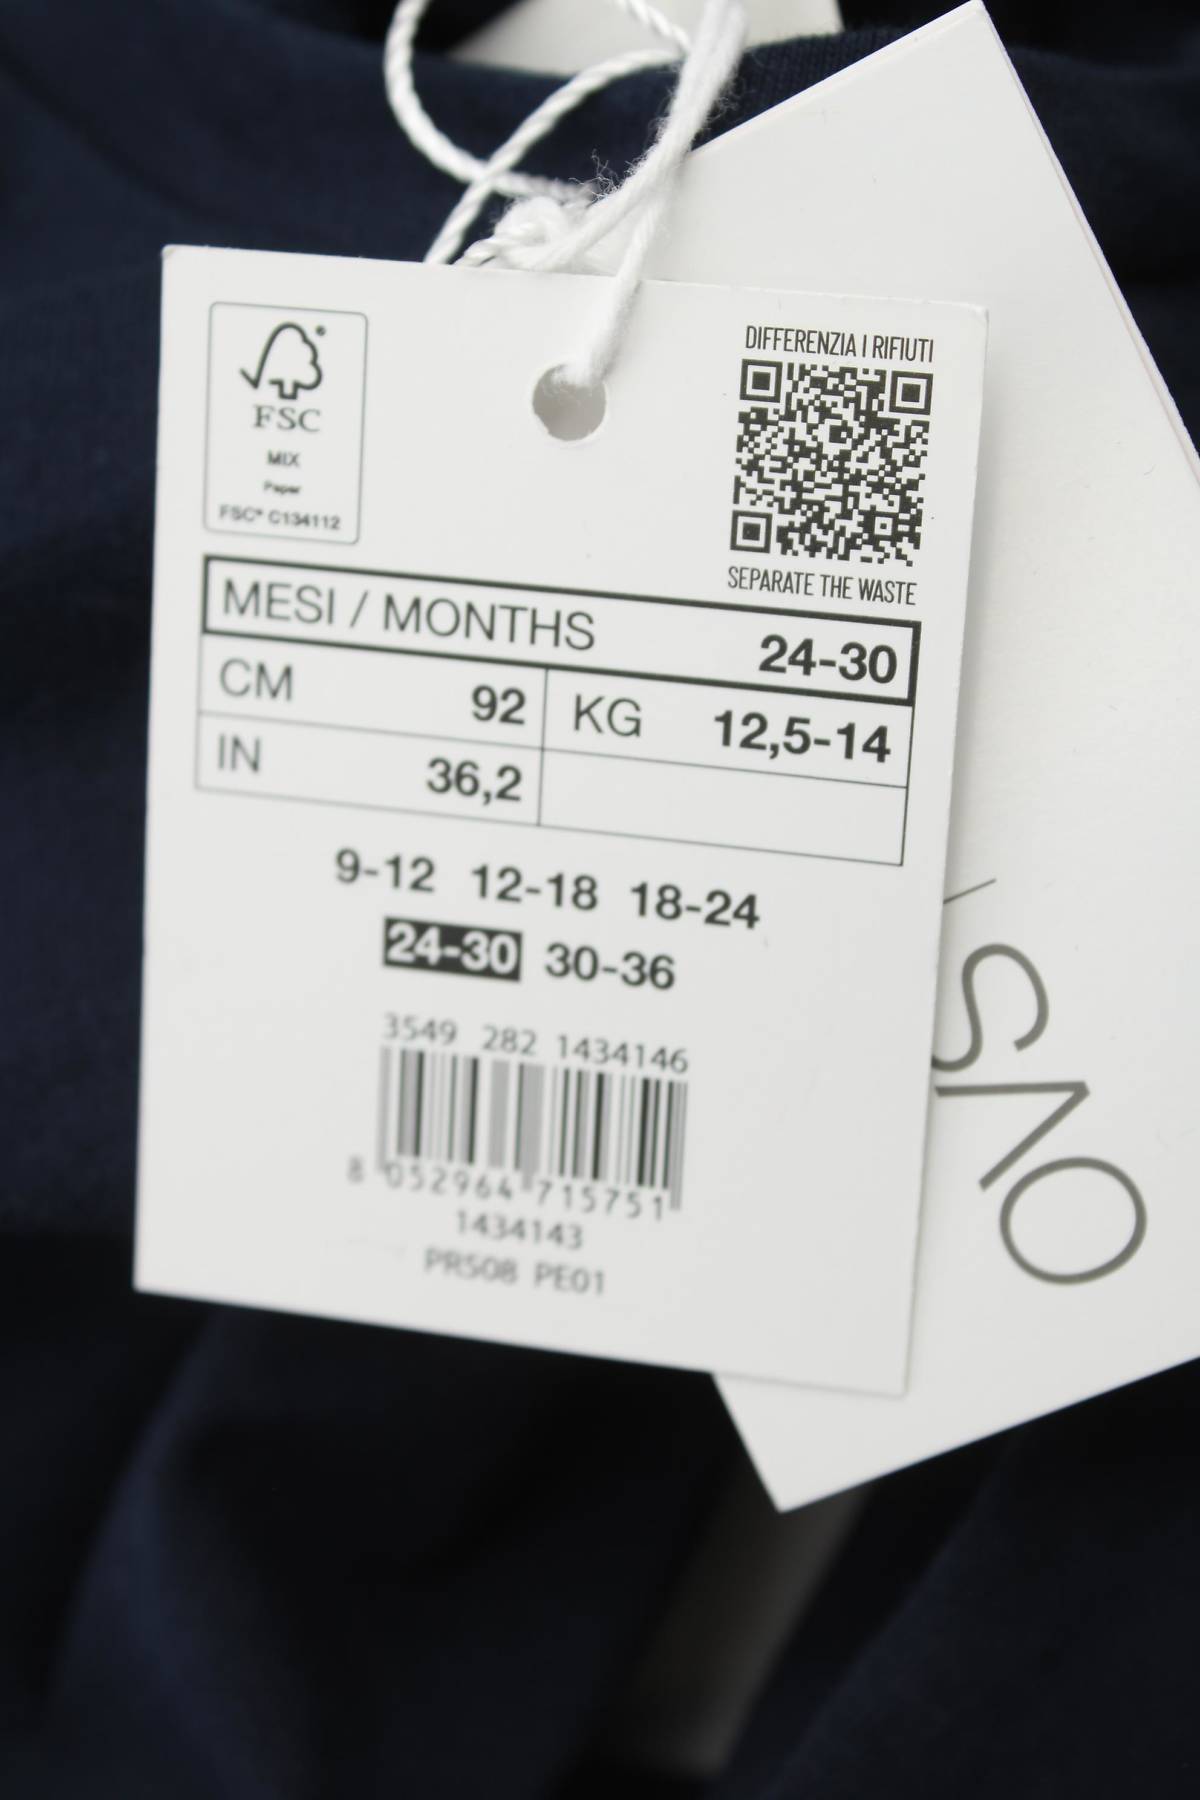 DIFFERENZIA I RIFIUTI
FSC
MIX
Paper
FSC® C134112
SEPARATE THE WASTE
MESI / MONTHS 24-30
CM 92 KG 12,5-14
IN 36,2
9-12 12-18 18-24
24-30 30-36
3549 282 1434146
8 052964 715751
1434143
PR508 PE01
OVS